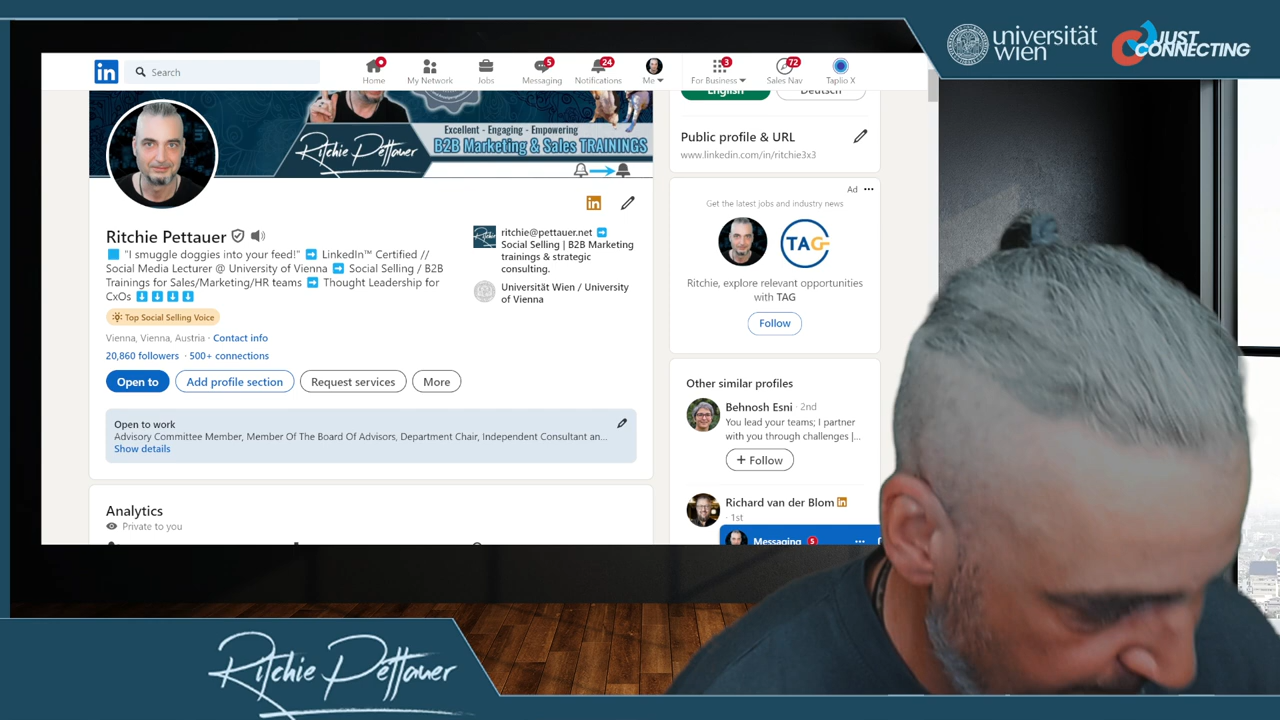 universität
wien
JUST
CONNECTING
in
Search
Home
My Network
Jobs
5
Messaging
24
Notifications
Me
3
For Business
72
Sales Nav
Taplio X
Excellent - Engaging - Empowering
B2B Marketing & Sales TRAININGS
Ritchie Pettauer
English
Deutsch
Public profile & URL
www.linkedin.com/in/ritchie3x3
in
Ritchie Pettauer
"I smuggle doggies into your feed!" ➡ LinkedIn™ Certified //
Social Media Lecturer @ University of Vienna ➡ Social Selling / B2B
Trainings for Sales/Marketing/HR teams ➡ Thought Leadership for
CxOs ⬇⬇⬇⬇
Top Social Selling Voice
Vienna, Vienna, Austria · Contact info
20,860 followers · 500+ connections
ritchie@pettauer.net ➡
Social Selling | B2B Marketing
trainings & strategic
consulting.
Universität Wien / University
of Vienna
Open to
Add profile section
Request services
More
Open to work
Advisory Committee Member, Member Of The Board Of Advisors, Department Chair, Independent Consultant an...
Show details
Analytics
Private to you
Ad
Get the latest jobs and industry news
TAG
Ritchie, explore relevant opportunities
with TAG
Follow
Other similar profiles
Behnosh Esni · 2nd
You lead your teams; I partner
with you through challenges |...
+ Follow
Richard van der Blom in
· 1st
Messaging 5
Ritchie Pettauer